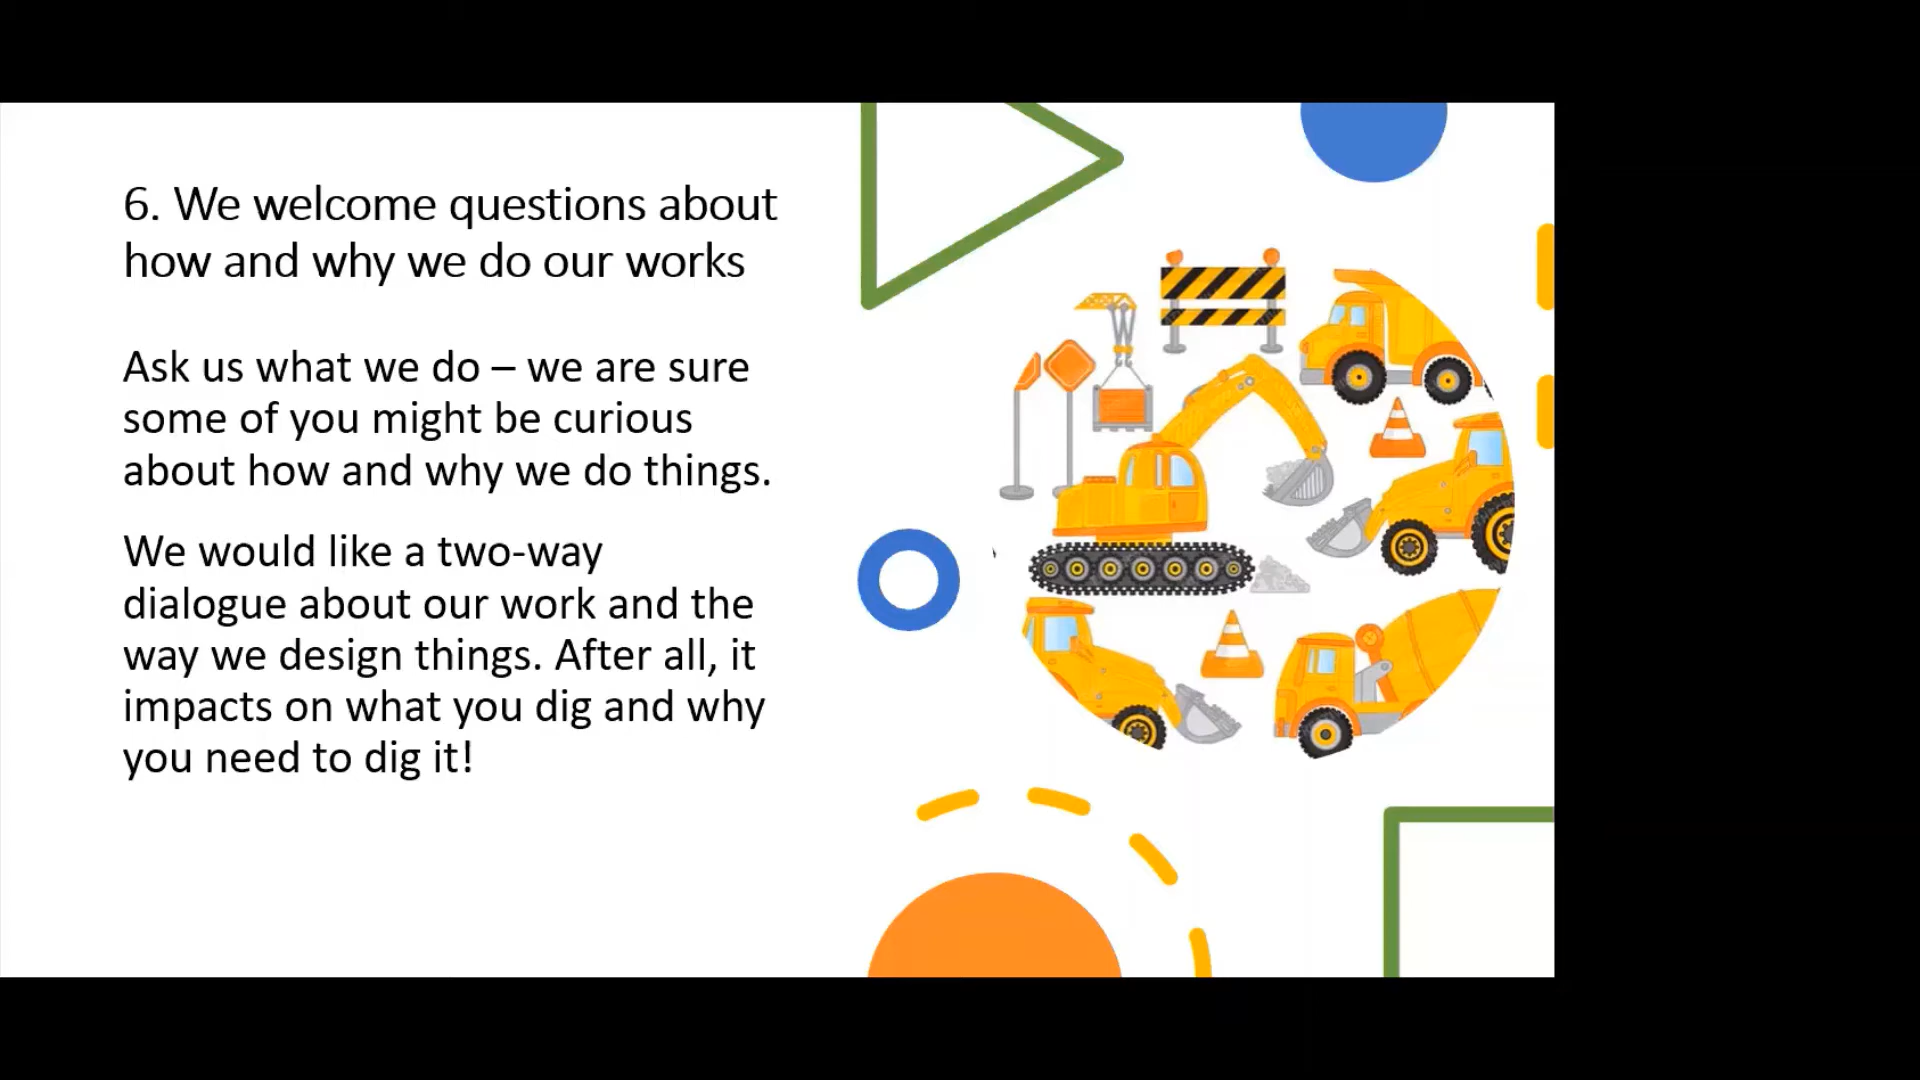 6. We welcome questions about
how and why we do our works
Ask us what we do – we are sure
some of you might be curious
about how and why we do things.
We would like a two-way
dialogue about our work and the
way we design things. After all, it
impacts on what you dig and why
you need to dig it!